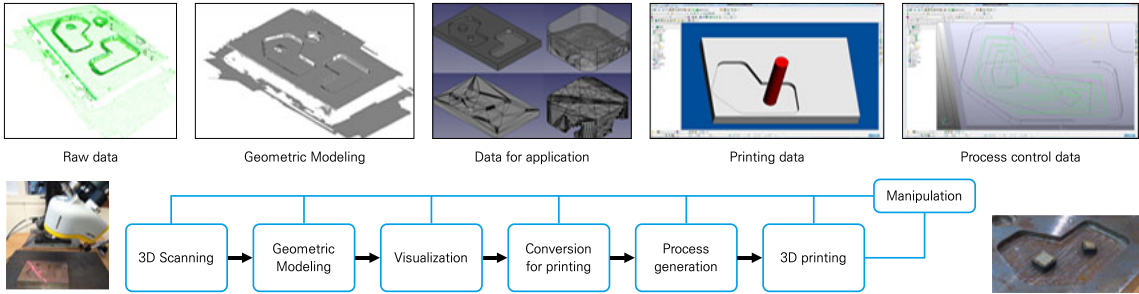 Raw data
Geometric Modeling
Data for application
Printing data
Process control data
Manipulation
3D Scanning
Geometric
Modeling
Visualization
Conversion
for printing
Process
generation
3D printing